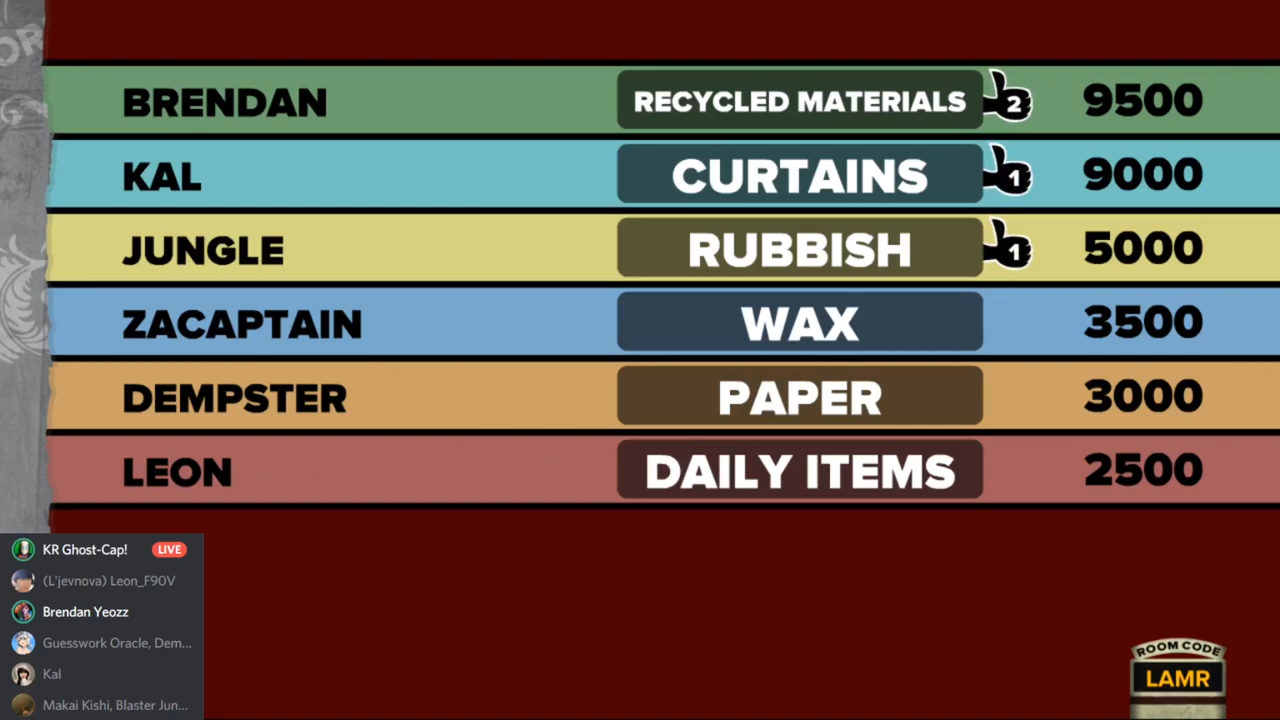 BRENDAN RECYCLED MATERIALS 2 9500
KAL CURTAINS 1 9000
JUNGLE RUBBISH 1 5000
ZACAPTAIN WAX 3500
DEMPSTER PAPER 3000
LEON DAILY ITEMS 2500
KR Ghost-Cap! LIVE
(L'jevnova) Leon_F90V
Brendan Yeozz
Guesswork Oracle, Dem...
Kal
Makai Kishi, Blaster Jun...
ROOM CODE
LAMR